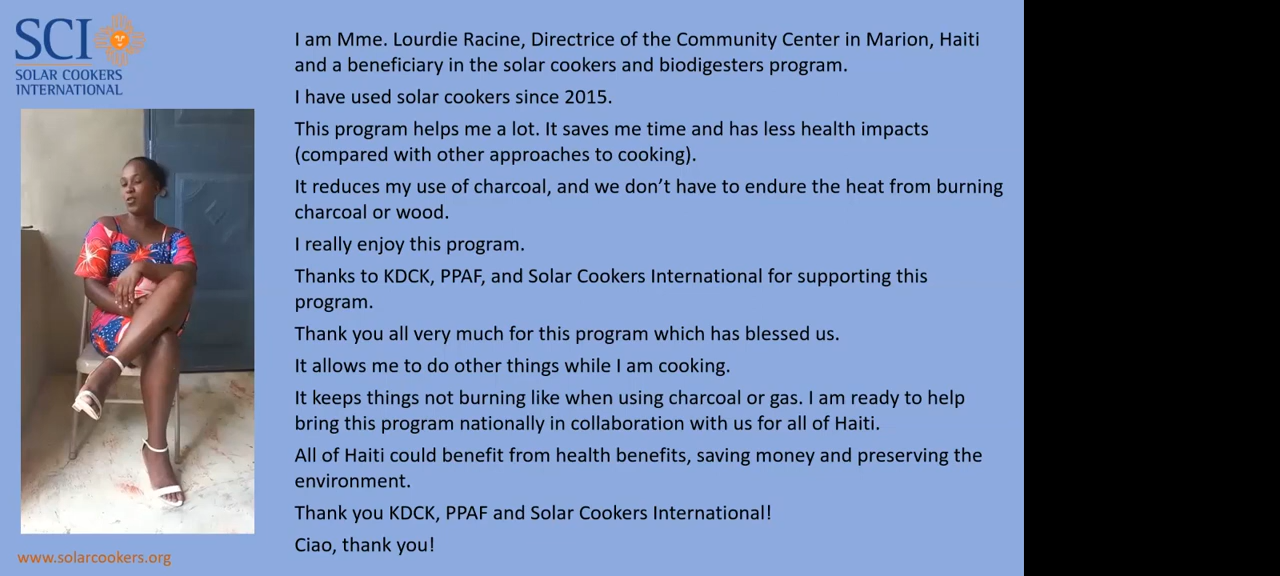 SCI
SOLAR COOKERS
INTERNATIONAL
I am Mme. Lourdie Racine, Directrice of the Community Center in Marion, Haiti
and a beneficiary in the solar cookers and biodigesters program.
I have used solar cookers since 2015.
This program helps me a lot. It saves me time and has less health impacts
(compared with other approaches to cooking).
It reduces my use of charcoal, and we don’t have to endure the heat from burning
charcoal or wood.
I really enjoy this program.
Thanks to KDCK, PPAF, and Solar Cookers International for supporting this
program.
Thank you all very much for this program which has blessed us.
It allows me to do other things while I am cooking.
It keeps things not burning like when using charcoal or gas. I am ready to help
bring this program nationally in collaboration with us for all of Haiti.
All of Haiti could benefit from health benefits, saving money and preserving the
environment.
Thank you KDCK, PPAF and Solar Cookers International!
Ciao, thank you!
www.solarcookers.org